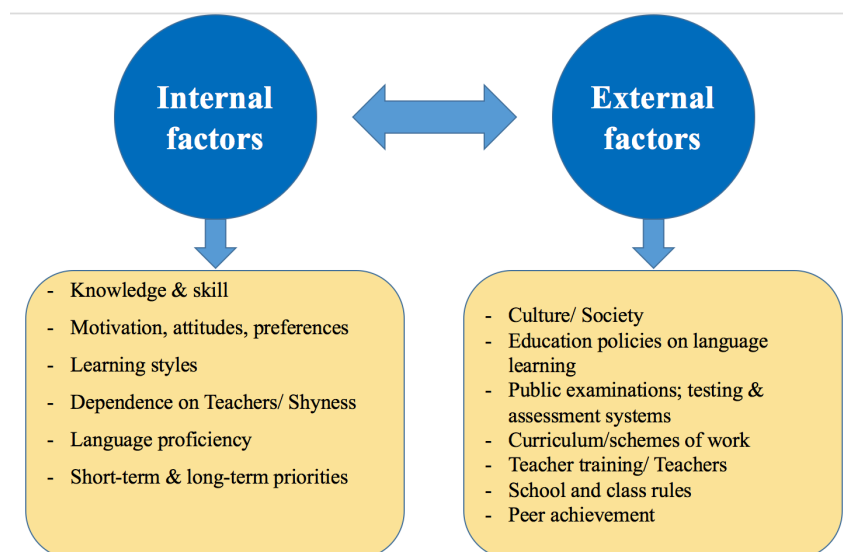 Internal
factors
External
factors
- Knowledge & skill
- Motivation, attitudes, preferences
- Learning styles
- Dependence on Teachers/ Shyness
- Language proficiency
- Short-term & long-term priorities
- Culture/ Society
- Education policies on language
learning
- Public examinations; testing &
assessment systems
- Curriculum/schemes of work
- Teacher training/ Teachers
- School and class rules
- Peer achievement